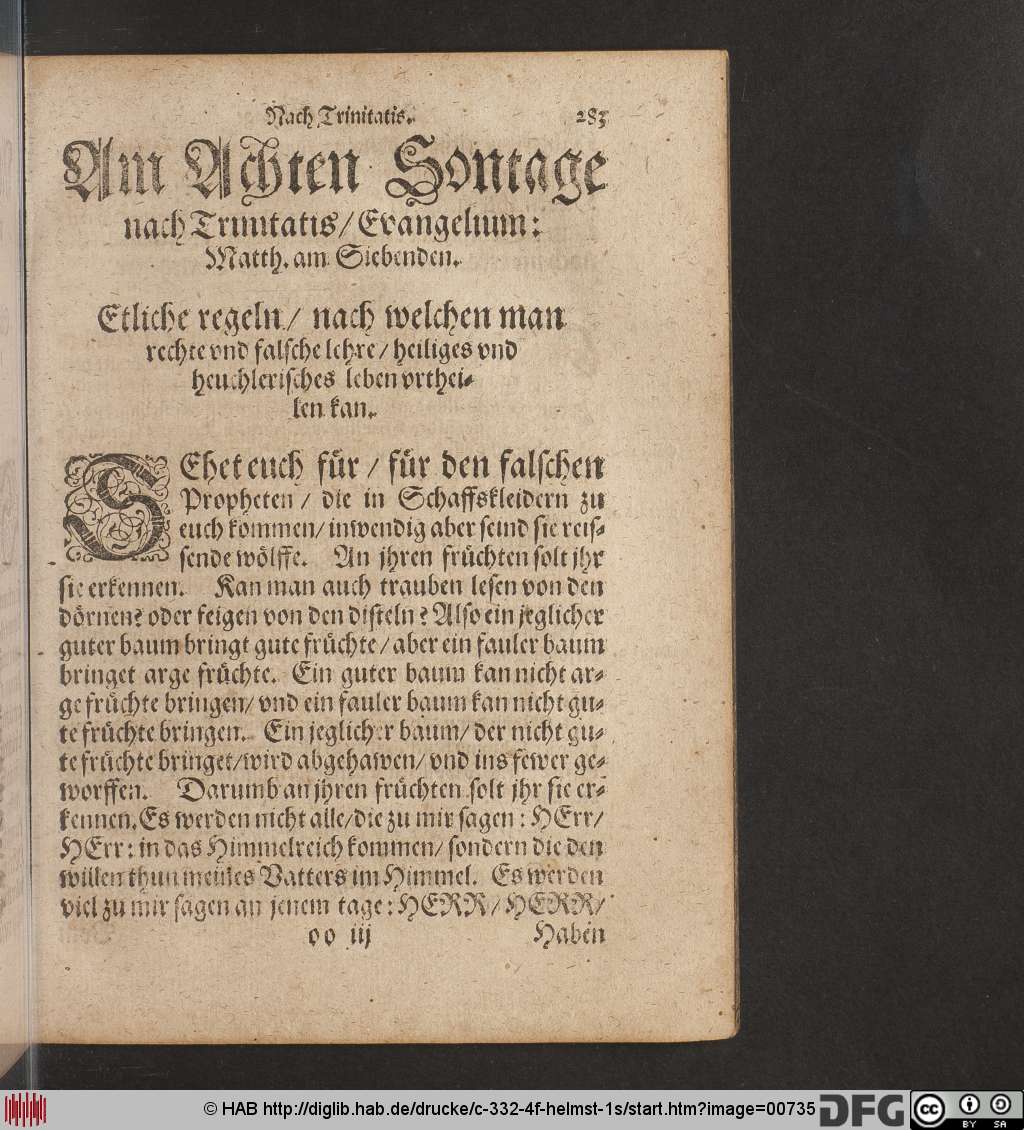 Nach Trinitatis. 283
Am Achten Sontage
nach Trinitatis/ Evangelium:
Matth. am Siebenden.
Etliche regeln/ nach welchen man
rechte vnd falsche lehre/ heiliges vnd
heuchlerisches leben vrthei-
len kan.
SEhet euch für/ für den falschen
Propheten/ die in Schaffskleidern zu
euch kommen/ inwendig aber seind sie reis-
sende wölffe. An jhren früchten solt jhr
sie erkennen. Kan man auch trauben lesen von den
dörnen? oder feigen von den disteln? Also ein jeglicher
guter baum bringt gute früchte/ aber ein fauler baum
bringet arge früchte. Ein guter baum kan nicht ar-
ge früchte bringen/ vnd ein fauler baum kan nicht gu-
te früchte bringen. Ein jeglicher baum/ der nicht gu-
te früchte bringet/ wird abgehawen/ vnd ins fewer ge-
worffen. Darumb an jhren früchten solt jhr sie er-
kennen. Es werden nicht alle/ die zu mir sagen: HErr/
HErr: in das Himmelreich kommen/ sondern die den
willen thun meines Vatters im Himmel. Es werden
viel zu mir sagen an jenem tage: HERR/ HERR/
oo iij Haben
© HAB http://diglib.hab.de/drucke/c-332-4f-helmst-1s/start.htm?image=00735 DFG cc BY SA